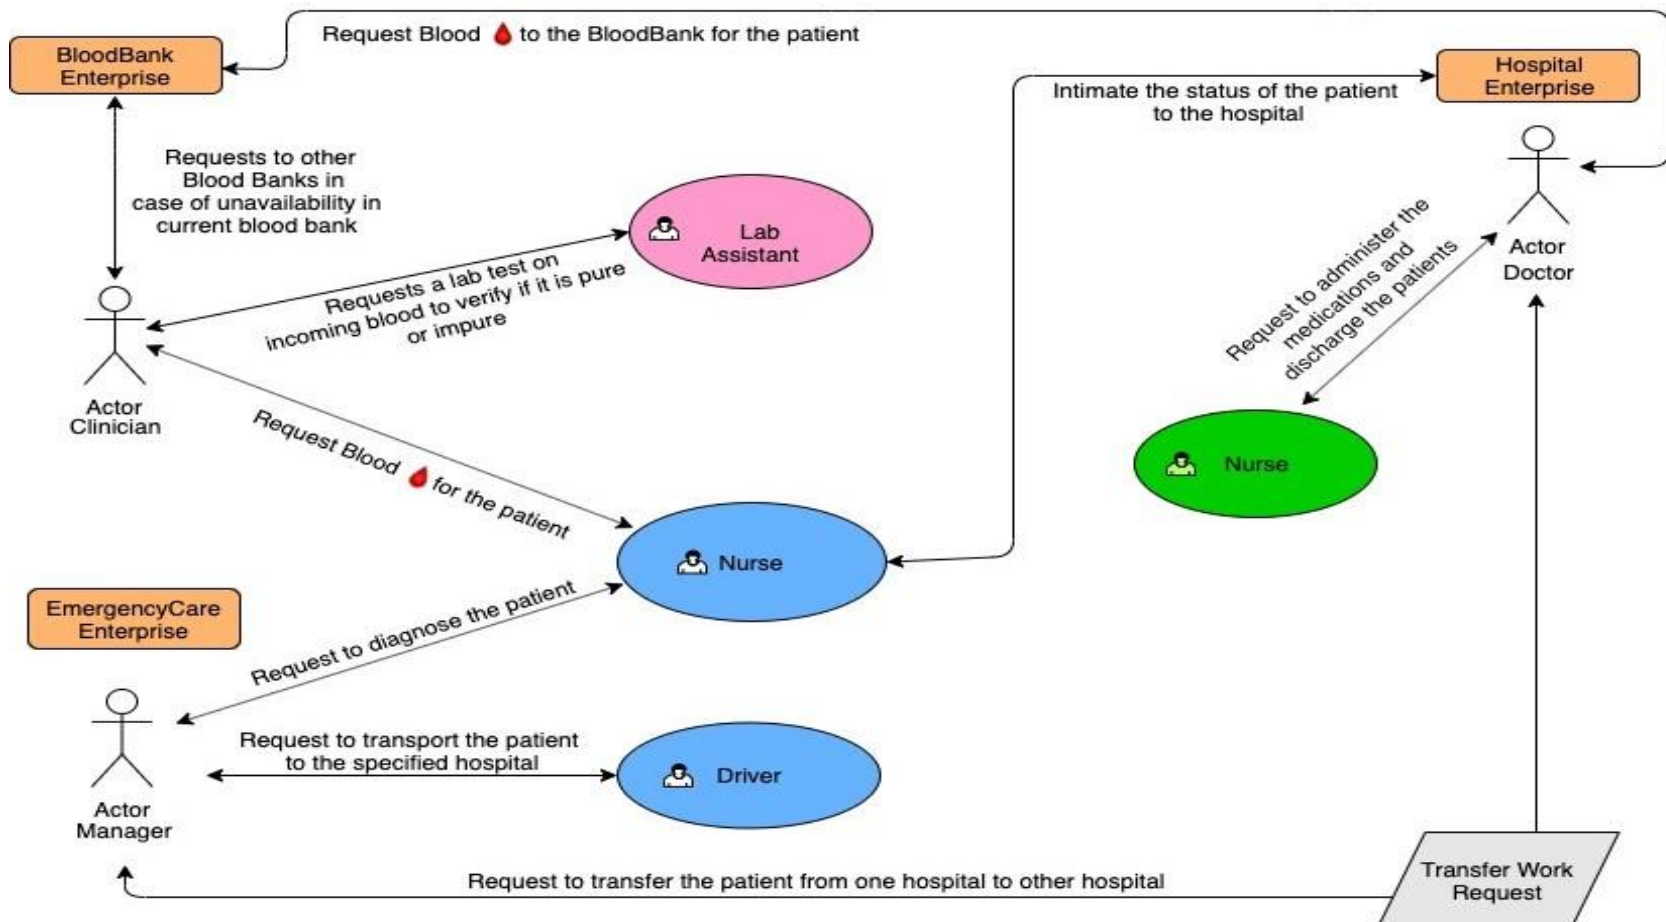 Request Blood to the BloodBank for the patient
BloodBank
Enterprise
Hospital
Enterprise
Intimate the status of the patient
to the hospital
Requests to other
Blood Banks in
case of unavailability in
current blood bank
Lab
Assistant
Requests a lab test on
incoming blood to verify if it is pure
or impure
Actor
Doctor
Request to administer the
medications and
discharge the patients
Actor
Clinician
Request Blood for the patient
Nurse
Nurse
EmergencyCare
Enterprise
Request to diagnose the patient
Request to transport the patient
to the specified hospital
Driver
Actor
Manager
Request to transfer the patient from one hospital to other hospital
Transfer Work
Request